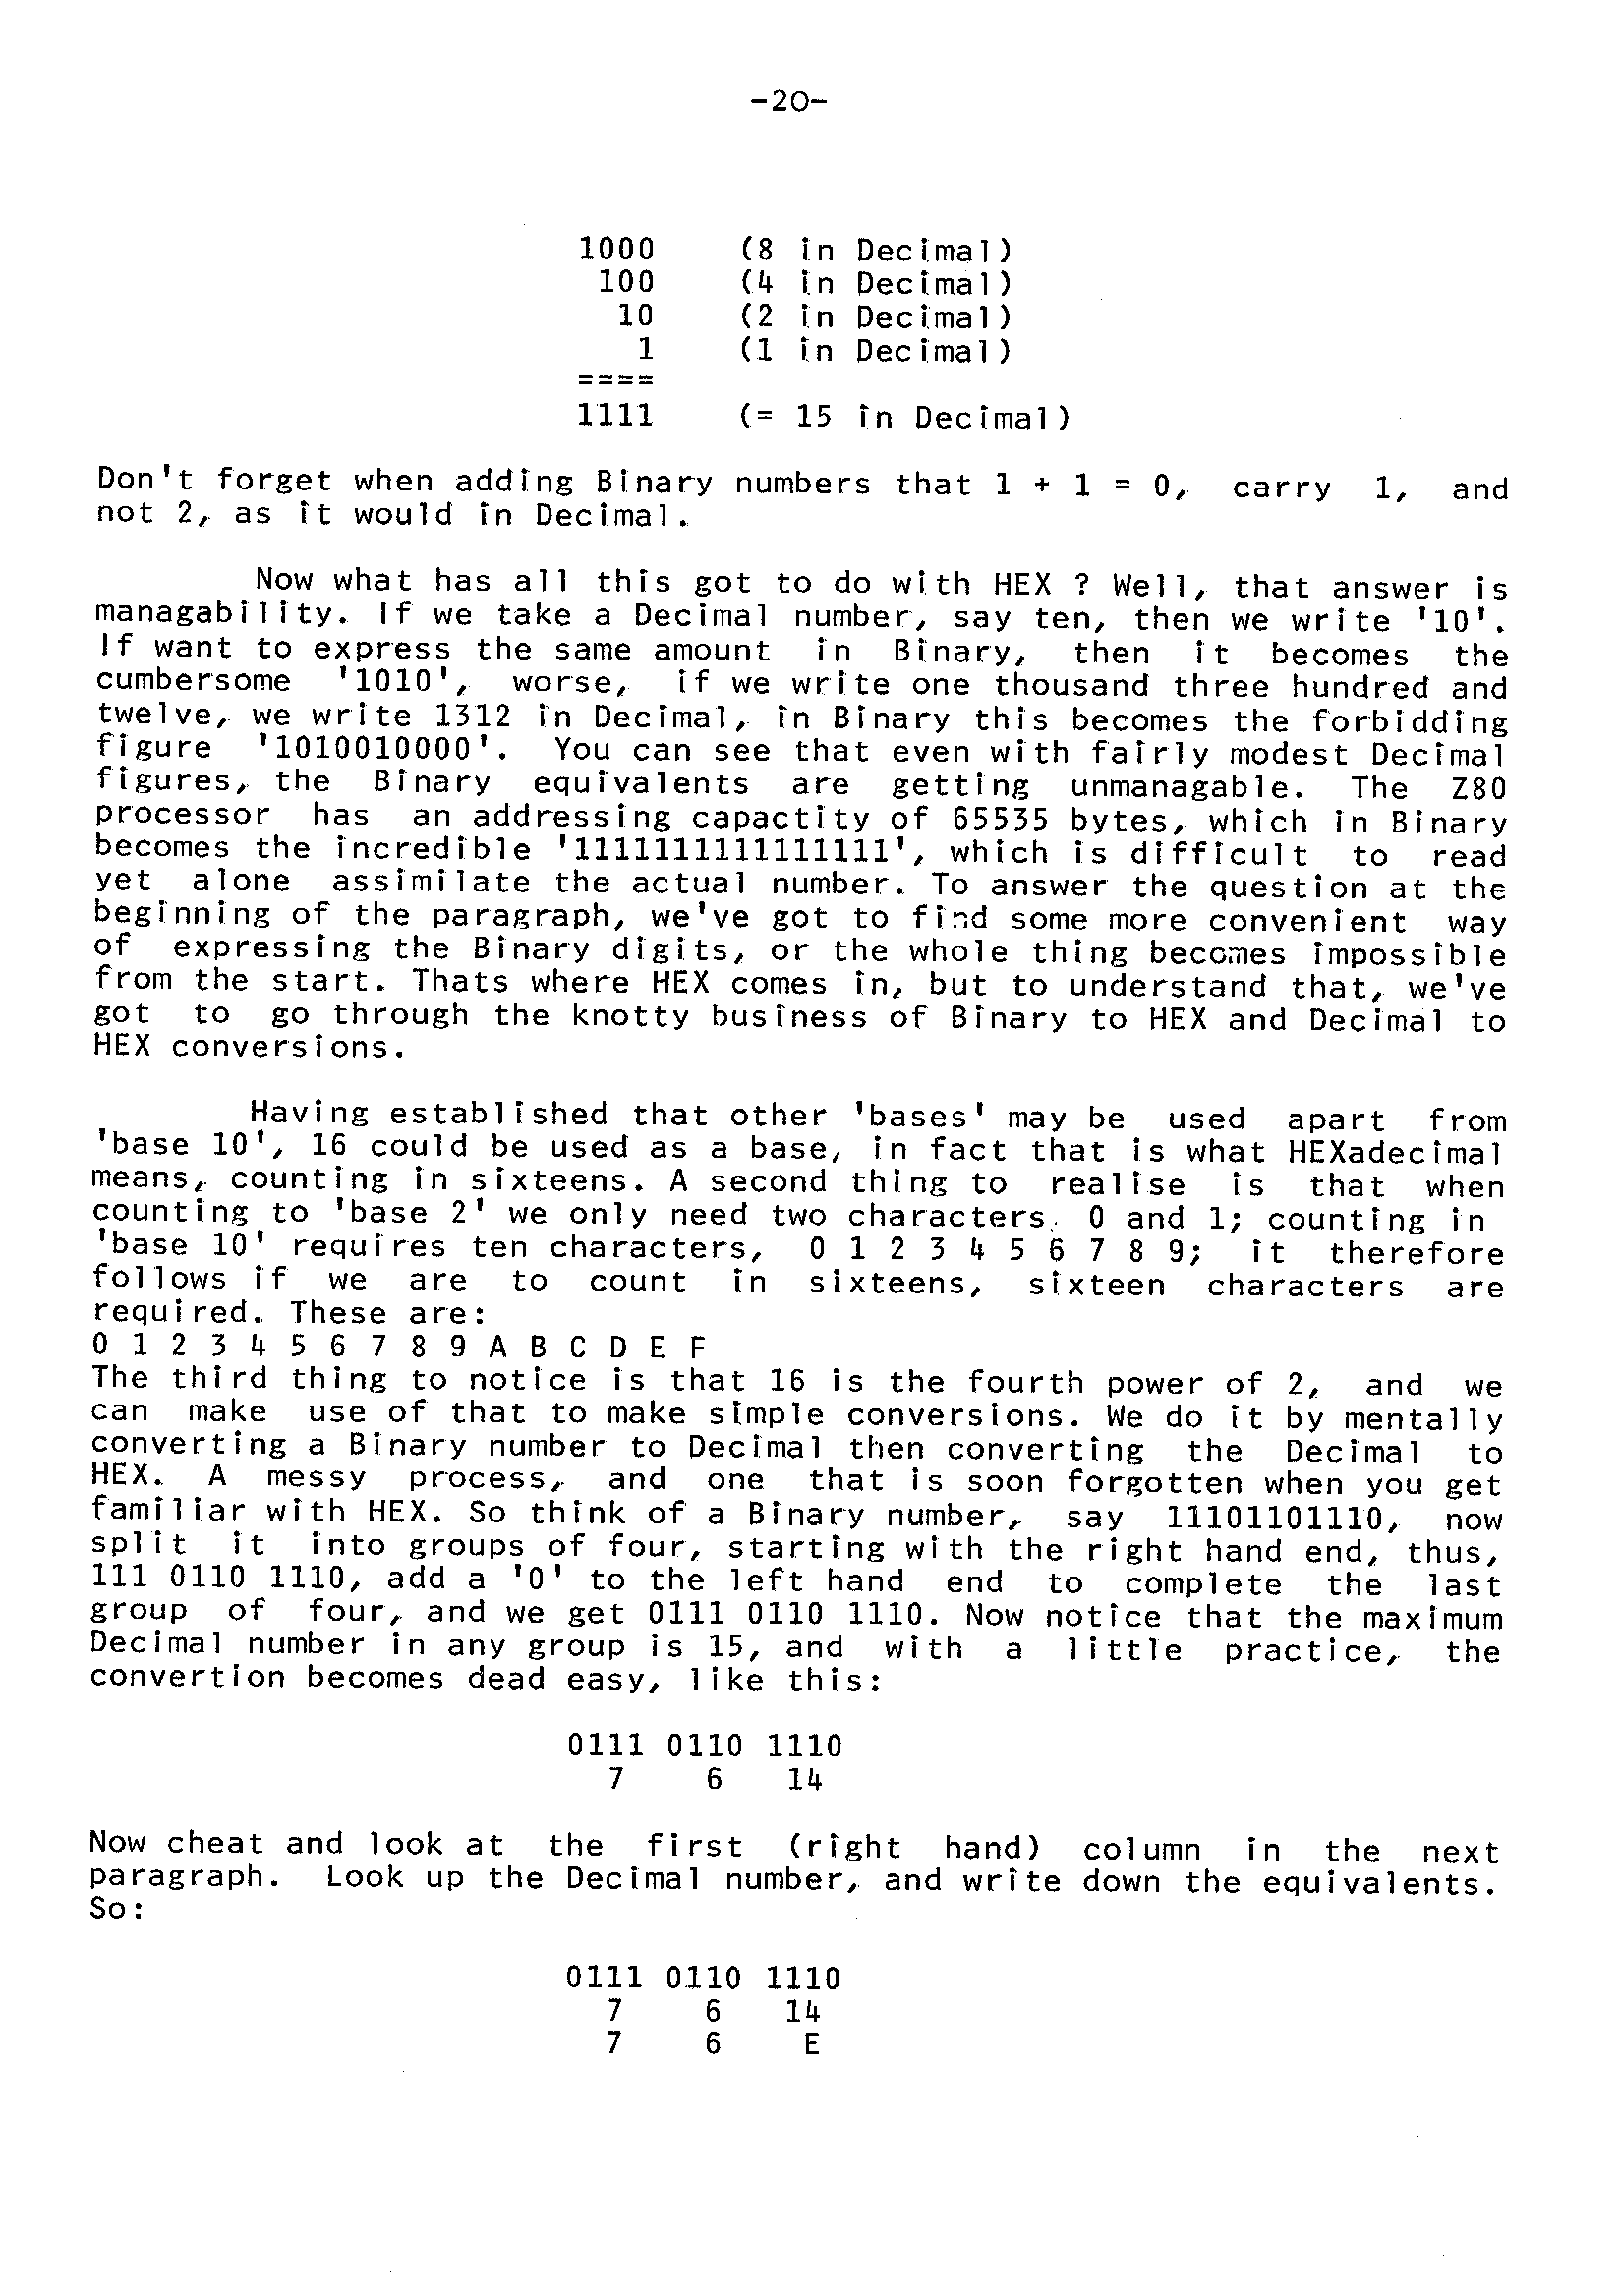 -20-
1000 (8 in Decimal)
100 (4 in Decimal)
10 (2 in Decimal)
1 (1 in Decimal)
====
1111 (= 15 in Decimal)
Don't forget when adding Binary numbers that 1 + 1 = 0, carry 1, and
not 2, as it would in Decimal.
Now what has all this got to do with HEX ? Well, that answer is
managability. If we take a Decimal number, say ten, then we write '10'.
If want to express the same amount in Binary, then it becomes the
cumbersome '1010', worse, if we write one thousand three hundred and
twelve, we write 1312 in Decimal, in Binary this becomes the forbidding
figure '1010010000'. You can see that even with fairly modest Decimal
figures, the Binary equivalents are getting unmanagable. The Z80
processor has an addressing capactity of 65535 bytes, which in Binary
becomes the incredible '1111111111111111', which is difficult to read
yet alone assimilate the actual number. To answer the question at the
beginning of the paragraph, we've got to find some more convenient way
of expressing the Binary digits, or the whole thing becomes impossible
from the start. Thats where HEX comes in, but to understand that, we've
got to go through the knotty business of Binary to HEX and Decimal to
HEX conversions.
Having established that other 'bases' may be used apart from
'base 10', 16 could be used as a base, in fact that is what HEXadecimal
means, counting in sixteens. A second thing to realise is that when
counting to 'base 2' we only need two characters. 0 and 1; counting in
'base 10' requires ten characters, 0 1 2 3 4 5 6 7 8 9; it therefore
follows if we are to count in sixteens, sixteen characters are
required. These are:
0 1 2 3 4 5 6 7 8 9 A B C D E F
The third thing to notice is that 16 is the fourth power of 2, and we
can make use of that to make simple conversions. We do it by mentally
converting a Binary number to Decimal then converting the Decimal to
HEX. A messy process, and one that is soon forgotten when you get
familiar with HEX. So think of a Binary number, say 11101101110, now
split it into groups of four, starting with the right hand end, thus,
111 0110 1110, add a '0' to the left hand end to complete the last
group of four, and we get 0111 0110 1110. Now notice that the maximum
Decimal number in any group is 15, and with a little practice, the
convertion becomes dead easy, like this:
0111 0110 1110
7 6 14
Now cheat and look at the first (right hand) column in the next
paragraph. Look up the Decimal number, and write down the equivalents.
So:
0111 0110 1110
7 6 14
7 6 E